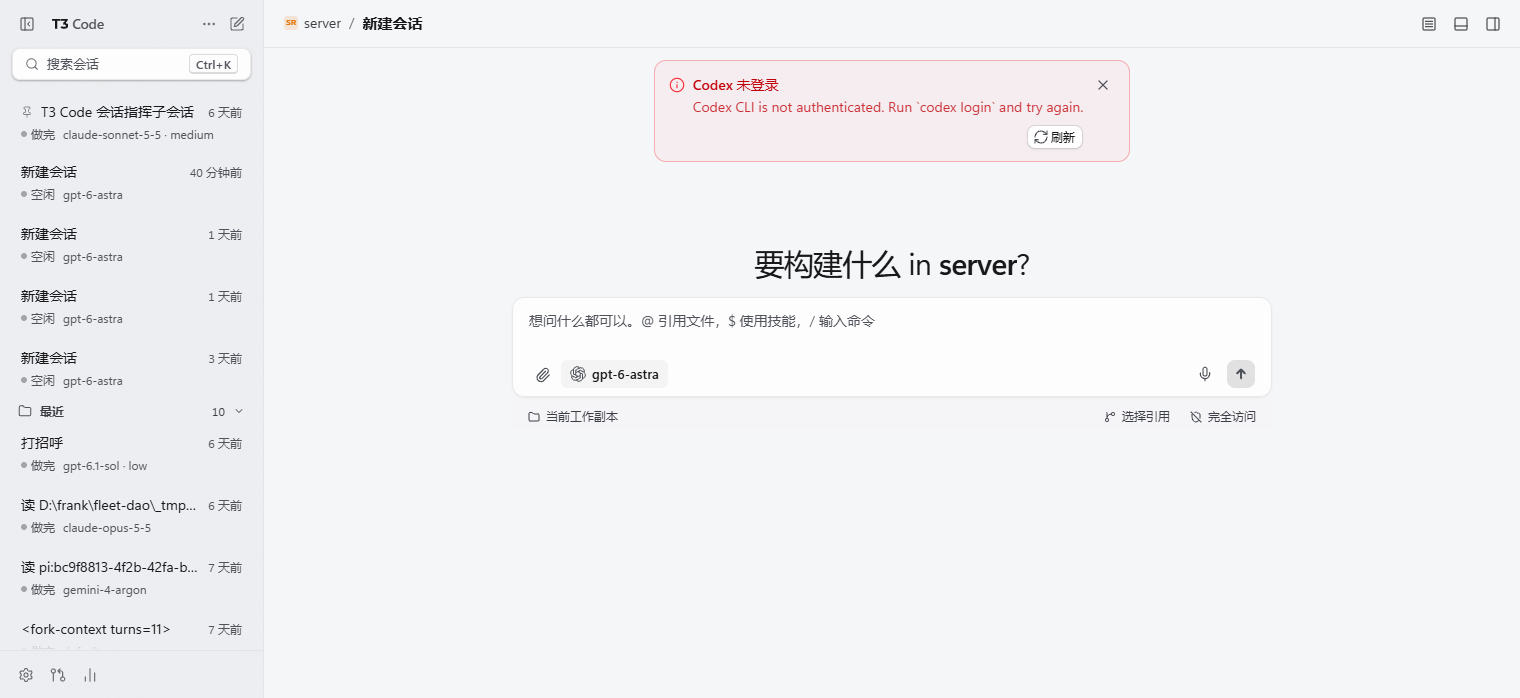 T3 Code
搜索会话 Ctrl+K
T3 Code 会话指挥子会话 6 天前
做完 claude-sonnet-5-5 · medium
新建会话 40 分钟前
空闲 gpt-6-astra
新建会话 1 天前
空闲 gpt-6-astra
新建会话 1 天前
空闲 gpt-6-astra
新建会话 3 天前
空闲 gpt-6-astra
最近 10
打招呼 6 天前
做完 gpt-6.1-sol · low
读 D:\frank\fleet-dao\_tmp... 6 天前
做完 claude-opus-5-5
读 pi:bc9f8813-4f2b-42fa-b... 7 天前
做完 gemini-4-argon
<fork-context turns=11> 7 天前
SR server / 新建会话
Codex 未登录
Codex CLI is not authenticated. Run `codex login` and try again.
刷新
要构建什么 in server?
想问什么都可以。@ 引用文件，$ 使用技能，/ 输入命令
gpt-6-astra
当前工作副本 选择引用 完全访问